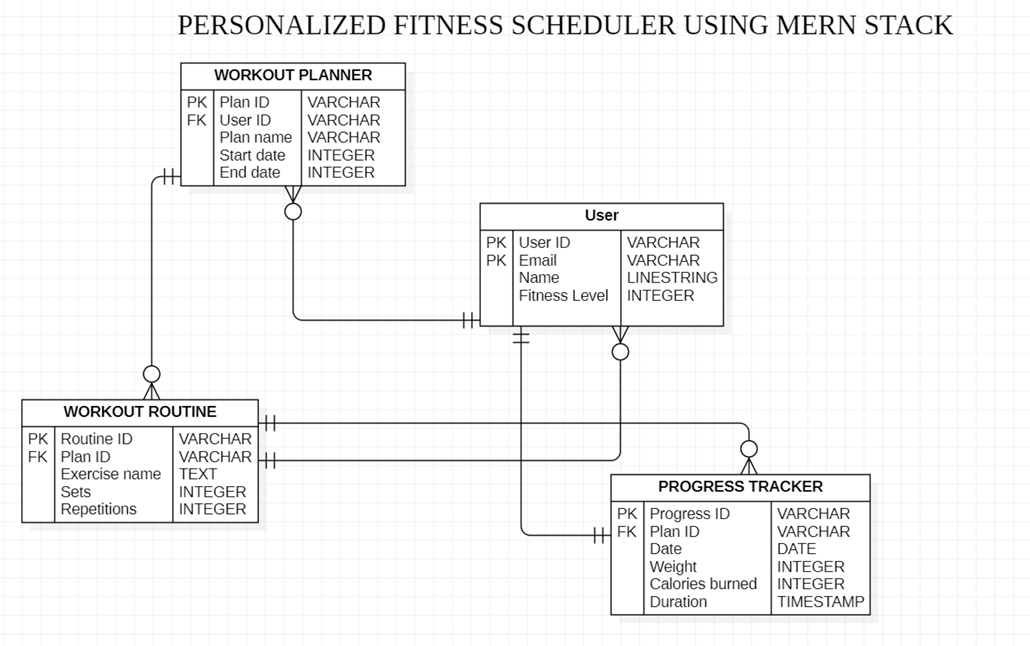 PERSONALIZED FITNESS SCHEDULER USING MERN STACK
WORKOUT PLANNER
PK Plan ID VARCHAR
FK User ID VARCHAR
Plan name VARCHAR
Start date INTEGER
End date INTEGER
User
PK User ID VARCHAR
PK Email VARCHAR
Name LINESTRING
Fitness Level INTEGER
WORKOUT ROUTINE
PK Routine ID VARCHAR
FK Plan ID VARCHAR
Exercise name TEXT
Sets INTEGER
Repetitions INTEGER
PROGRESS TRACKER
PK Progress ID VARCHAR
FK Plan ID VARCHAR
Date DATE
Weight INTEGER
Calories burned INTEGER
Duration TIMESTAMP